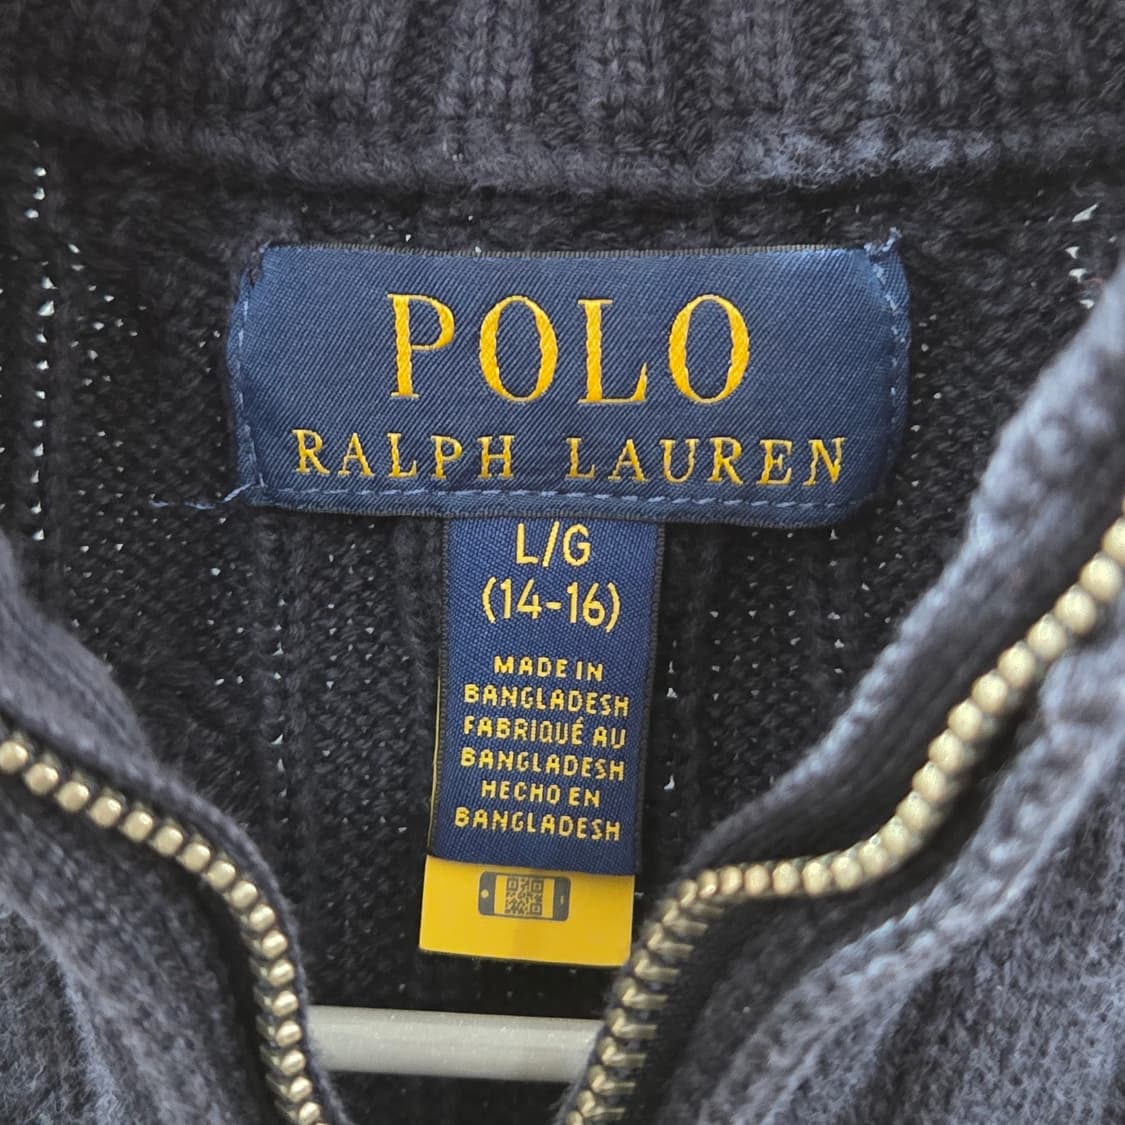 POLO
RALPH LAUREN
L/G
(14-16)
MADE IN
BANGLADESH
FABRIQUÉ AU
BANGLADESH
HECHO EN
BANGLADESH